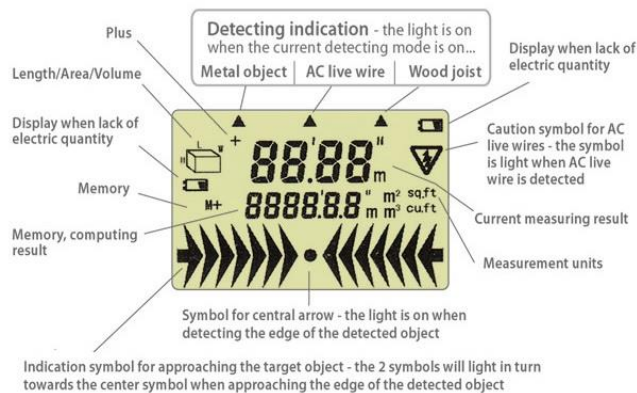 Detecting indication - the light is on
when the current detecting mode is on...
Metal object | AC live wire | Wood joist
Plus
Length/Area/Volume
Display when lack of
electric quantity
Memory
Memory, computing
result
Display when lack of
electric quantity
Caution symbol for AC
live wires - the symbol
is light when AC live
wire is detected
Current measuring result
Measurement units
L
H W
+ 88.88 ' " m
M+ 8888.8.8 ' " m m² m³ sq.ft cu.ft
Symbol for central arrow - the light is on when
detecting the edge of the detected object
Indication symbol for approaching the target object - the 2 symbols will light in turn
towards the center symbol when approaching the edge of the detected object